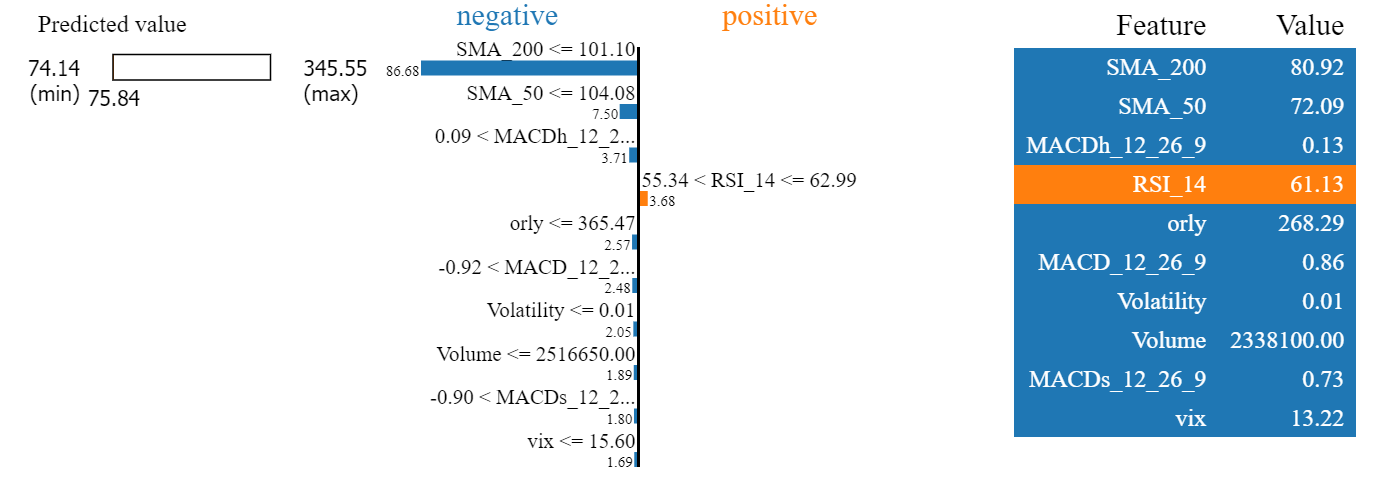 Predicted value
74.14
(min)
75.84
345.55
(max)
negative
positive
SMA_200 <= 101.10
86.68
SMA_50 <= 104.08
7.50
0.09 < MACDh_12_2...
3.71
55.34 < RSI_14 <= 62.99
3.68
orly <= 365.47
2.57
-0.92 < MACD_12_2...
2.48
Volatility <= 0.01
2.05
Volume <= 2516650.00
1.89
-0.90 < MACDs_12_2...
1.80
vix <= 15.60
1.69
Feature Value
SMA_200 80.92
SMA_50 72.09
MACDh_12_26_9 0.13
RSI_14 61.13
orly 268.29
MACD_12_26_9 0.86
Volatility 0.01
Volume 2338100.00
MACDs_12_26_9 0.73
vix 13.22